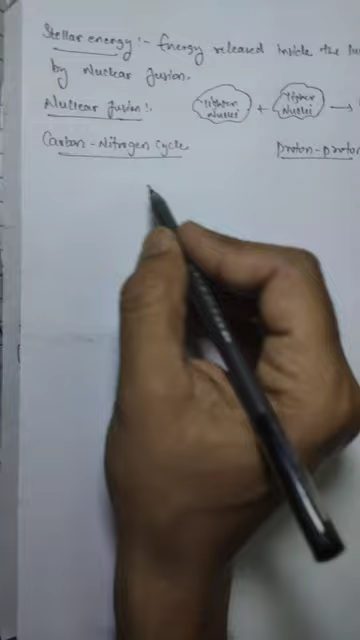 Stellar energy :- Energy released inside the
by Nuclear fusion.
Nuclear fusion :- Lighter Nuclei + Lighter Nuclei →
Carbon-Nitrogen Cycle Proton-proton